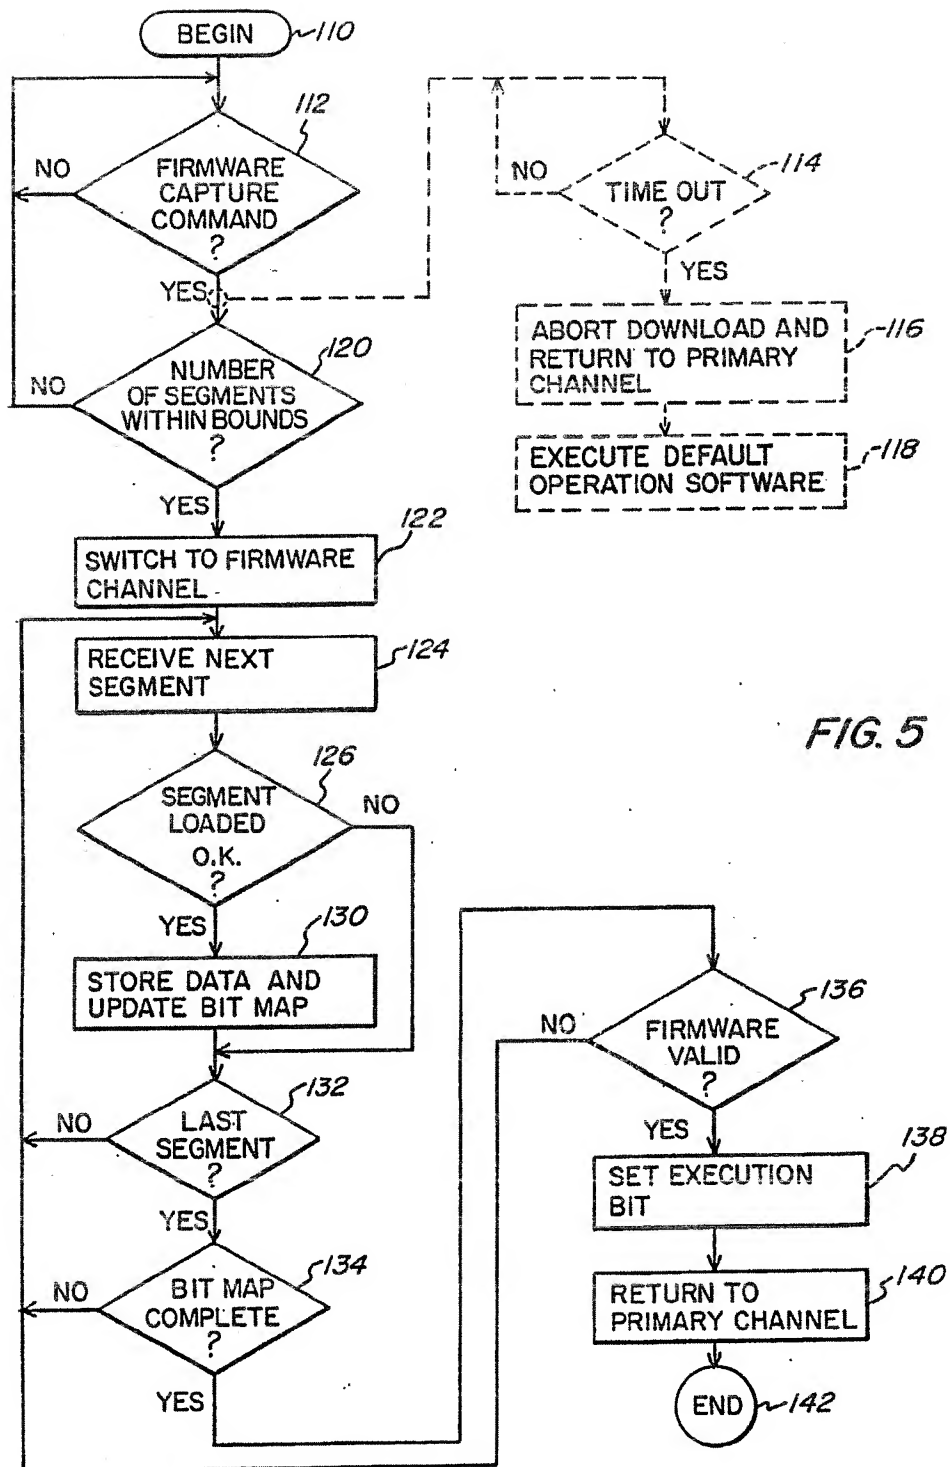 BEGIN
110
112
FIRMWARE
CAPTURE
COMMAND
?
NO
YES
TIME OUT
?
114
NO
YES
ABORT DOWNLOAD AND
RETURN TO PRIMARY
CHANNEL
116
EXECUTE DEFAULT
OPERATION SOFTWARE
118
120
NUMBER
OF SEGMENTS
WITHIN BOUNDS
?
NO
YES
SWITCH TO FIRMWARE
CHANNEL
122
RECEIVE NEXT
SEGMENT
124
FIG. 5
126
SEGMENT
LOADED
O.K.
?
NO
YES
130
STORE DATA AND
UPDATE BIT MAP
132
LAST
SEGMENT
?
NO
YES
134
BIT MAP
COMPLETE
?
NO
YES
136
FIRMWARE
VALID
?
NO
YES
138
SET EXECUTION
BIT
140
RETURN TO
PRIMARY CHANNEL
END
142